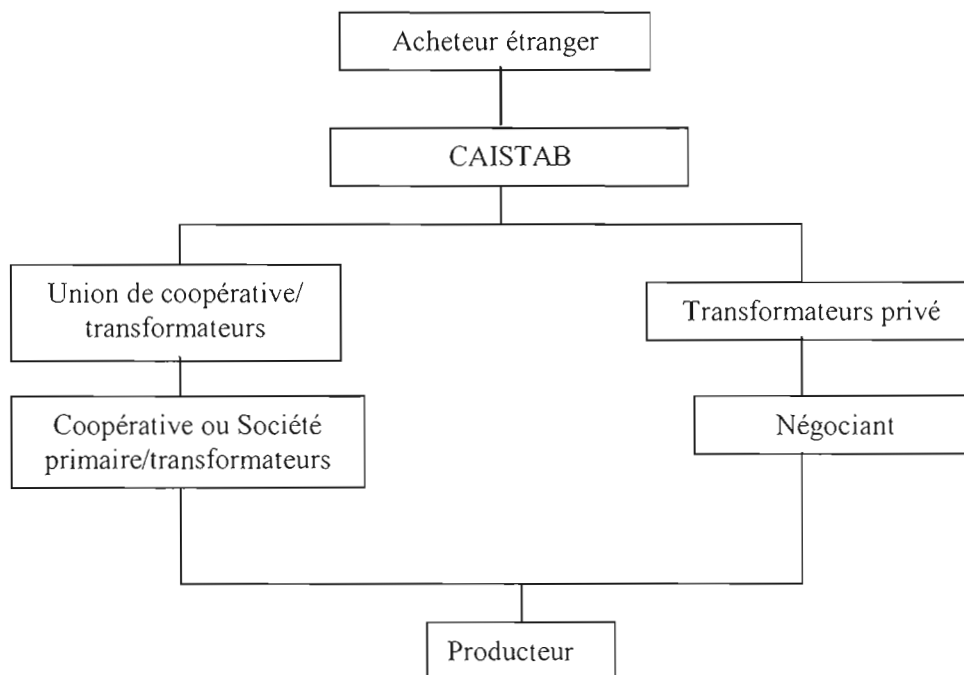 Acheteur étranger
CAISTAB
Union de coopérative/
transformateurs
Transformateurs privé
Coopérative ou Société
primaire/transformateurs
Négociant
Producteur